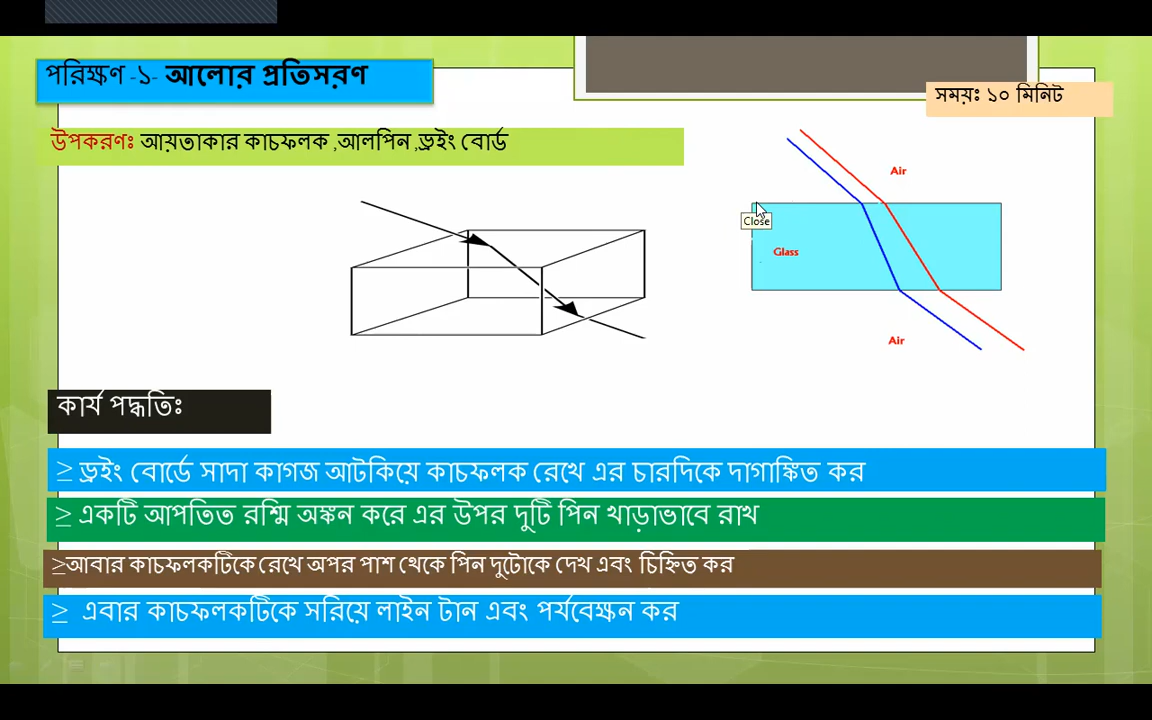 পরিক্ষণ -১- আলোর প্রতিসরণ
সময়ঃ ১০ মিনিট
উপকরণঃ আয়তাকার কাচফলক ,আলপিন ,ড্রইং বোর্ড
Air
Close
Glass
Air
কার্য পদ্ধতিঃ
≥ ড্রইং বোর্ডে সাদা কাগজ আটকিয়ে কাচফলক রেখে এর চারদিকে দাগাঙ্কিত কর
≥ একটি আপতিত রশ্মি অঙ্কন করে এর উপর দুটি পিন খাড়াভাবে রাখ
≥আবার কাচফলকটিকে রেখে অপর পাশ থেকে পিন দুটোকে দেখ এবং চিহ্নিত কর
≥ এবার কাচফলকটিকে সরিয়ে লাইন টান এবং পর্যবেক্ষন কর